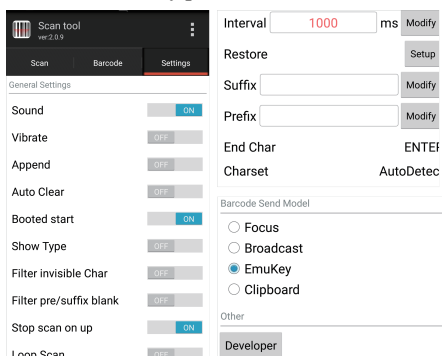 Scan tool
ver:2.0.9
Scan Barcode Settings
General Settings
Sound ON
Vibrate OFF
Append OFF
Auto Clear OFF
Booted start ON
Show Type OFF
Filter invisible Char OFF
Filter pre/suffix blank OFF
Stop scan on up ON
Loop Scan OFF
Interval 1000 ms Modify
Restore Setup
Suffix Modify
Prefix Modify
End Char ENTER
Charset AutoDetec
Barcode Send Model
Focus
Broadcast
EmuKey
Clipboard
Other
Developer